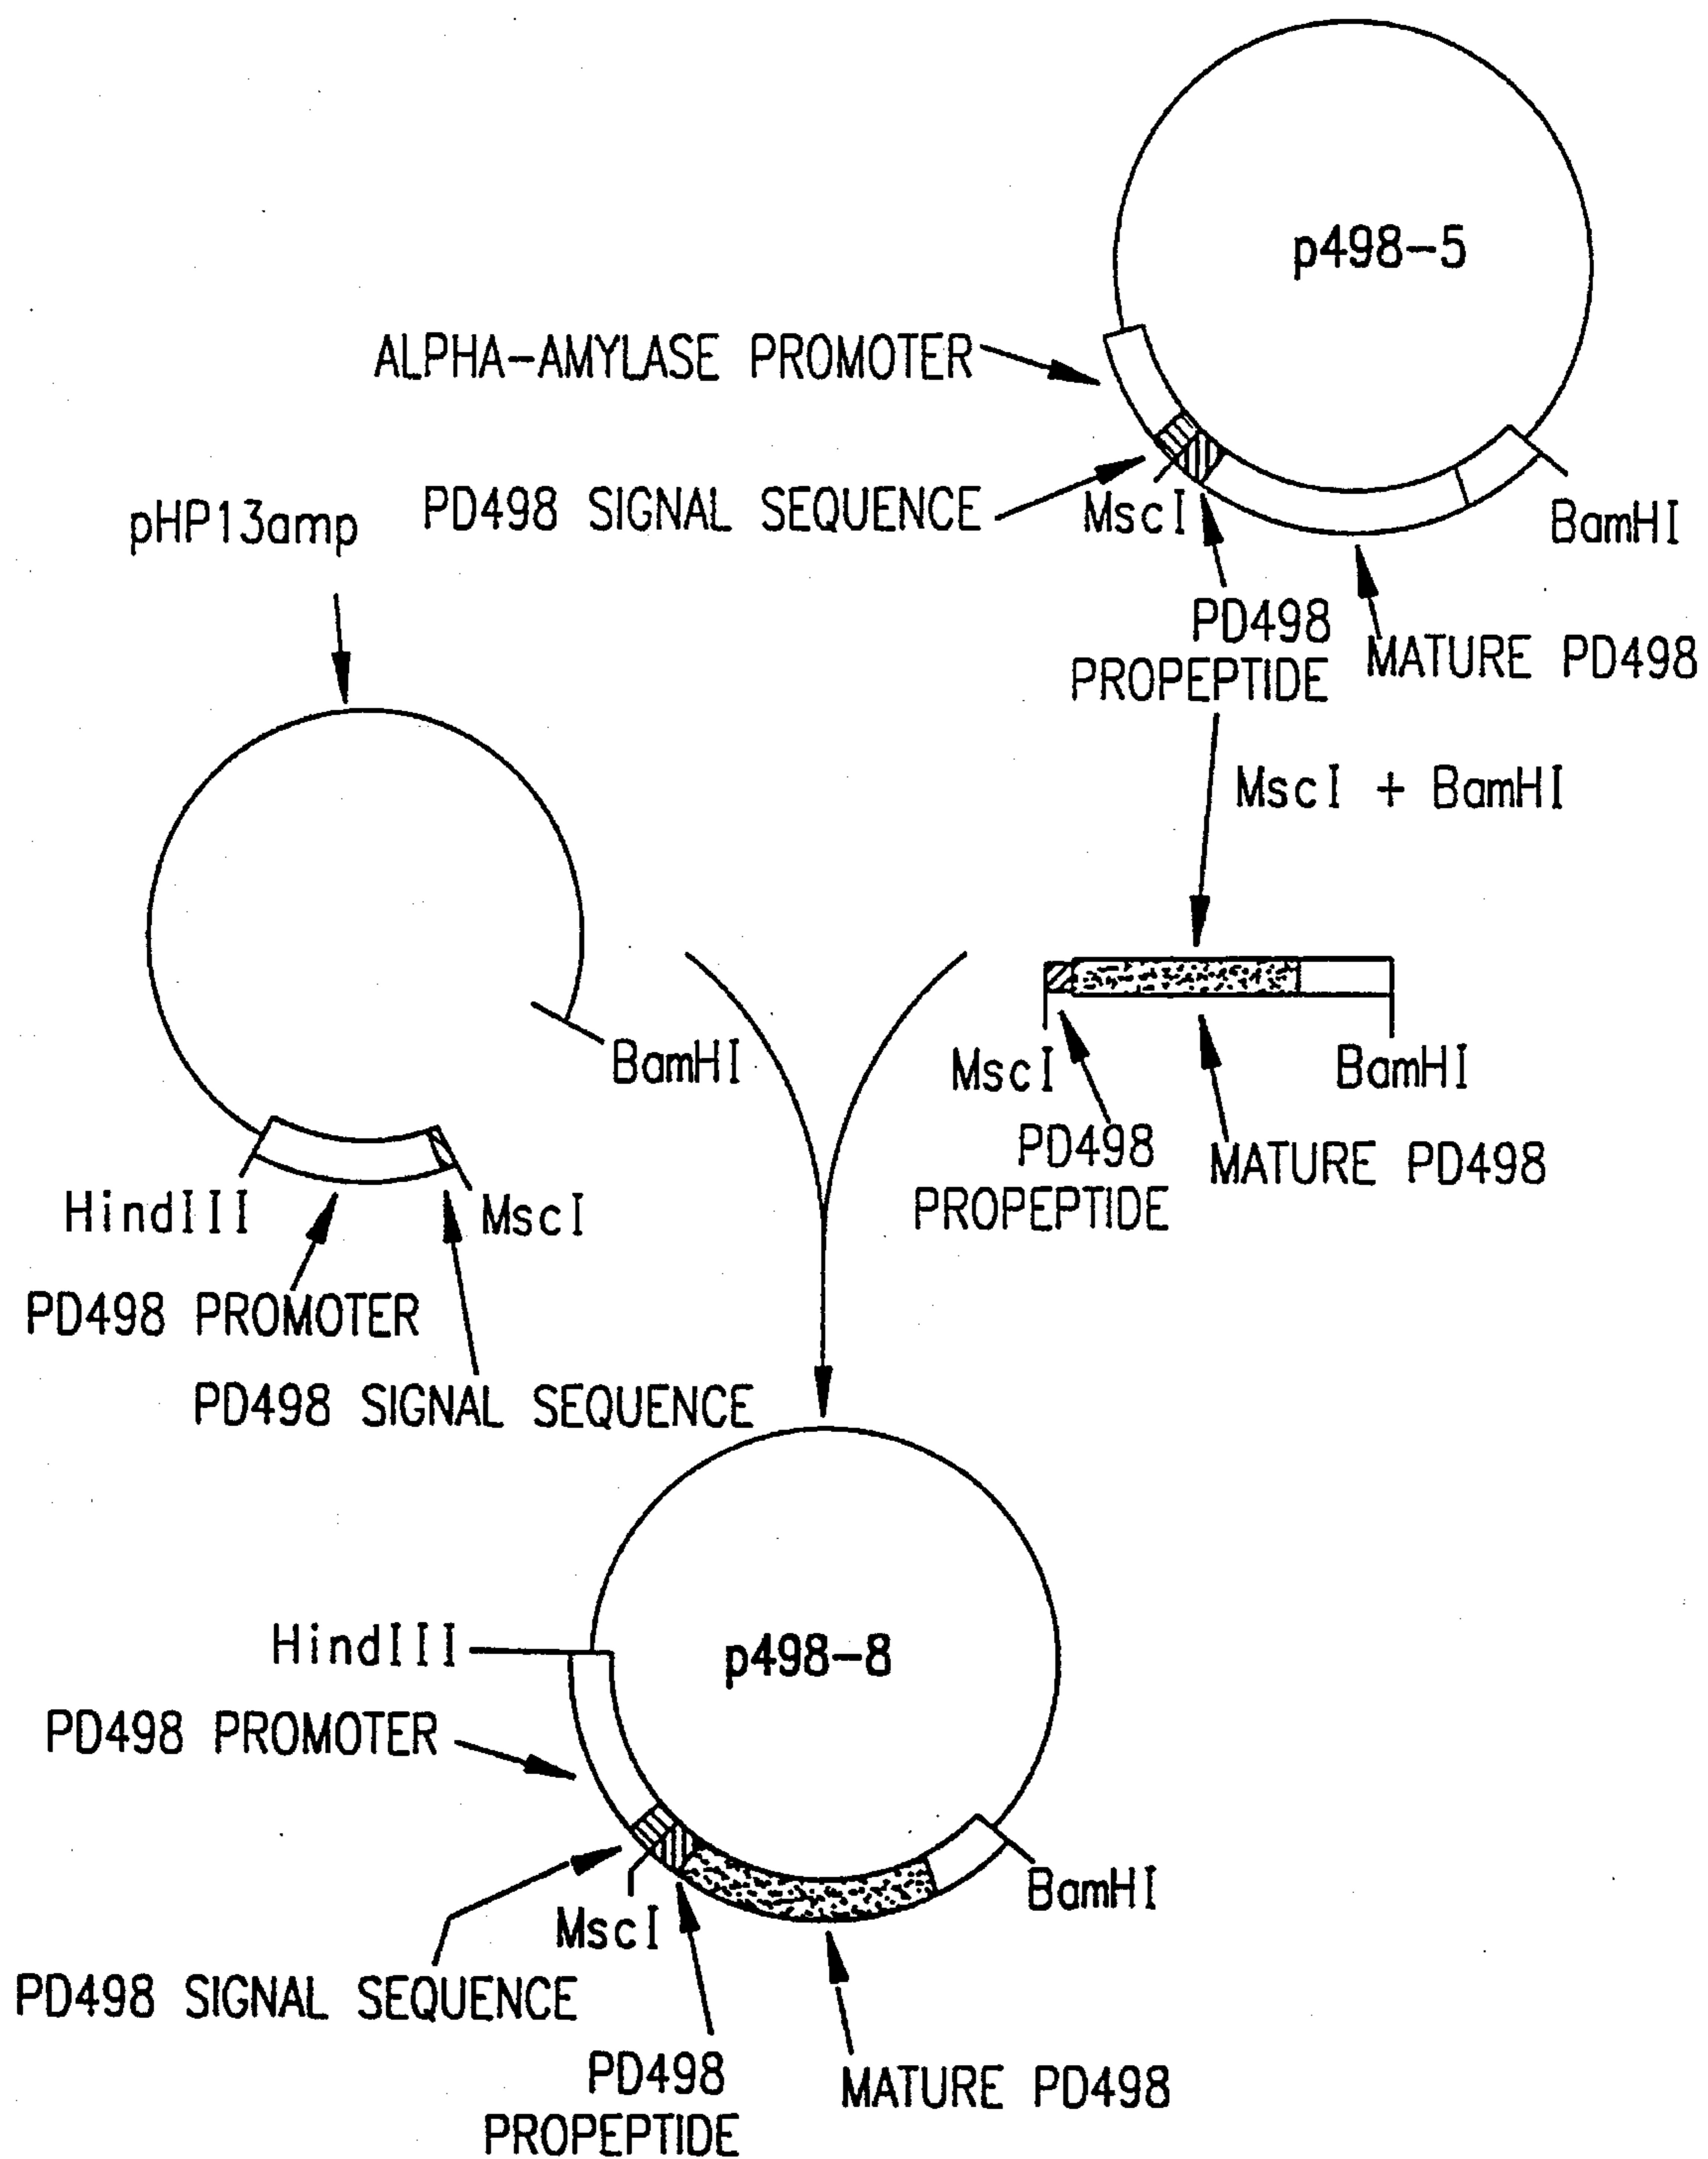 p498-5
ALPHA-AMYLASE PROMOTER
PD498 SIGNAL SEQUENCE
MscI
BamHI
pHP13amp
PD498
PROPEPTIDE
MATURE PD498
MscI + BamHI
BamHI
MscI
BamHI
PD498
PROPEPTIDE
MATURE PD498
HindIII
MscI
PD498 PROMOTER
PD498 SIGNAL SEQUENCE
HindIII
p498-8
PD498 PROMOTER
BamHI
MscI
PD498 SIGNAL SEQUENCE
PD498
PROPEPTIDE
MATURE PD498